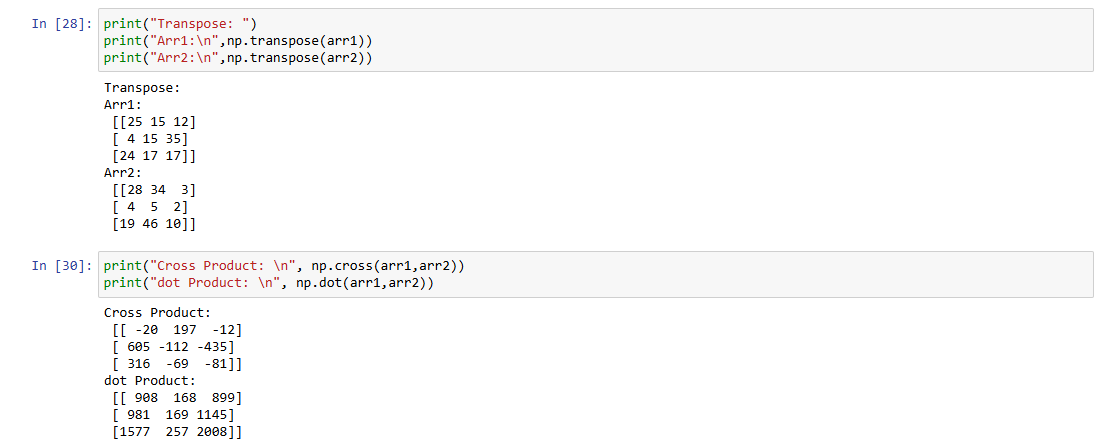 In [28]: print("Transpose: ")
print("Arr1:\n",np.transpose(arr1))
print("Arr2:\n",np.transpose(arr2))
Transpose:
Arr1:
 [[25 15 12]
 [ 4 15 35]
 [24 17 17]]
Arr2:
 [[28 34  3]
 [ 4  5  2]
 [19 46 10]]
In [30]: print("Cross Product: \n", np.cross(arr1,arr2))
print("dot Product: \n", np.dot(arr1,arr2))
Cross Product:
 [[ -20  197  -12]
 [ 605 -112 -435]
 [ 316  -69  -81]]
dot Product:
 [[ 908  168  899]
 [ 981  169 1145]
 [1577  257 2008]]